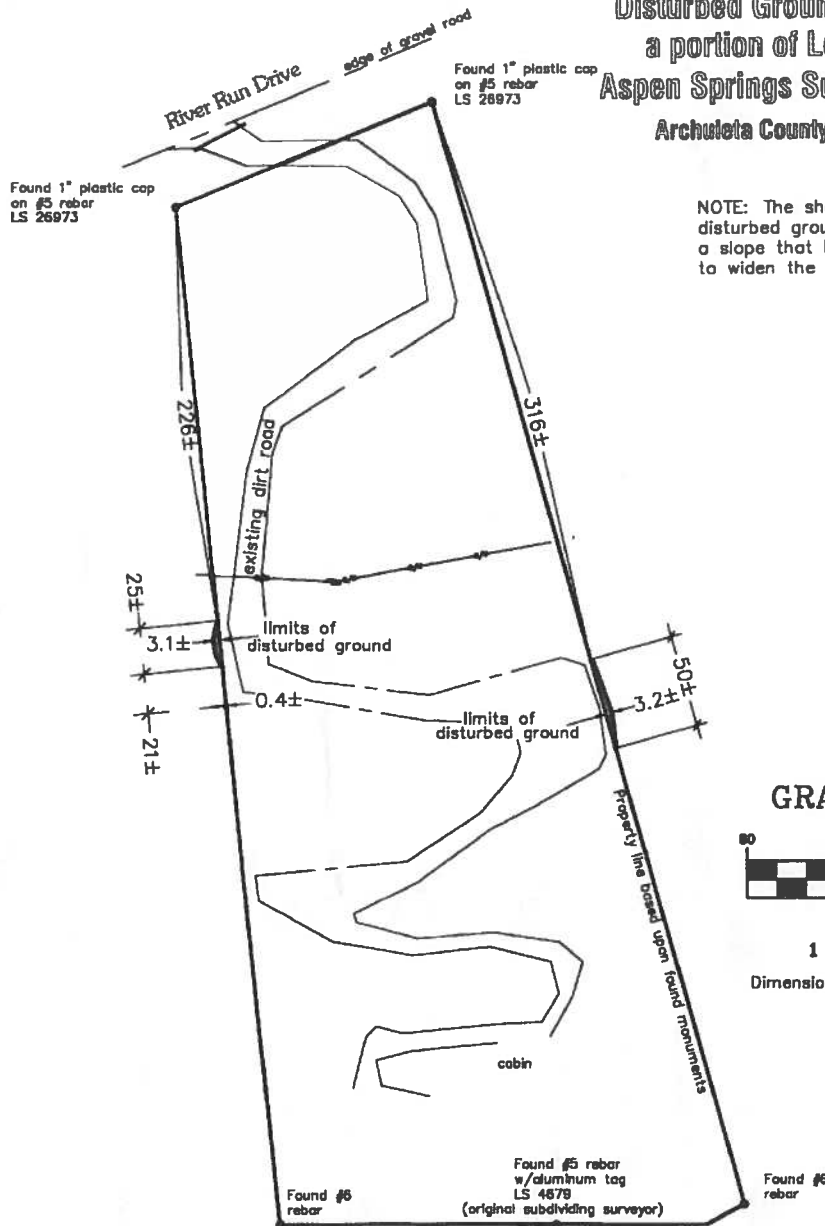 Disturbed Groun
a portion of L
Aspen Springs Su
Archuleta County
NOTE: The sh
disturbed grou
a slope that
to widen the
River Run Drive
edge of gravel road
Found 1" plastic cap
on #5 rebar
LS 26973
Found 1" plastic cap
on #5 rebar
LS 26973
226±
316±
existing dirt road
25±
3.1±
limits of
disturbed ground
0.4±
21±
limits of
disturbed ground
3.2±
50±
Property line based upon found monuments
GRA
80
1
Dimensio
cabin
Found #6
rebar
Found #5 rebar
w/aluminum tag
LS 4679
(original subdividing surveyor)
Found #6
rebar